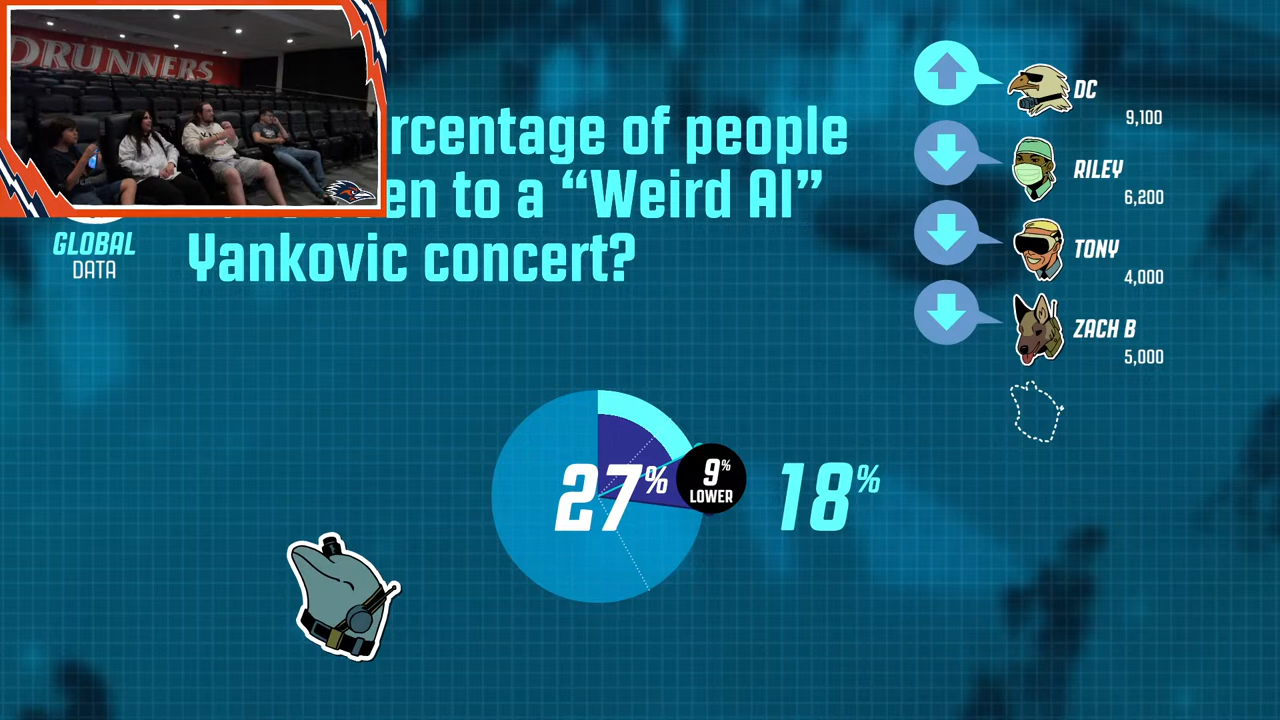 DRUNNERS
rcentage of people
en to a “Weird Al”
Yankovic concert?
GLOBAL
DATA
DC
9,100
RILEY
6,200
TONY
4,000
ZACH B
5,000
27%
9%
LOWER
18%